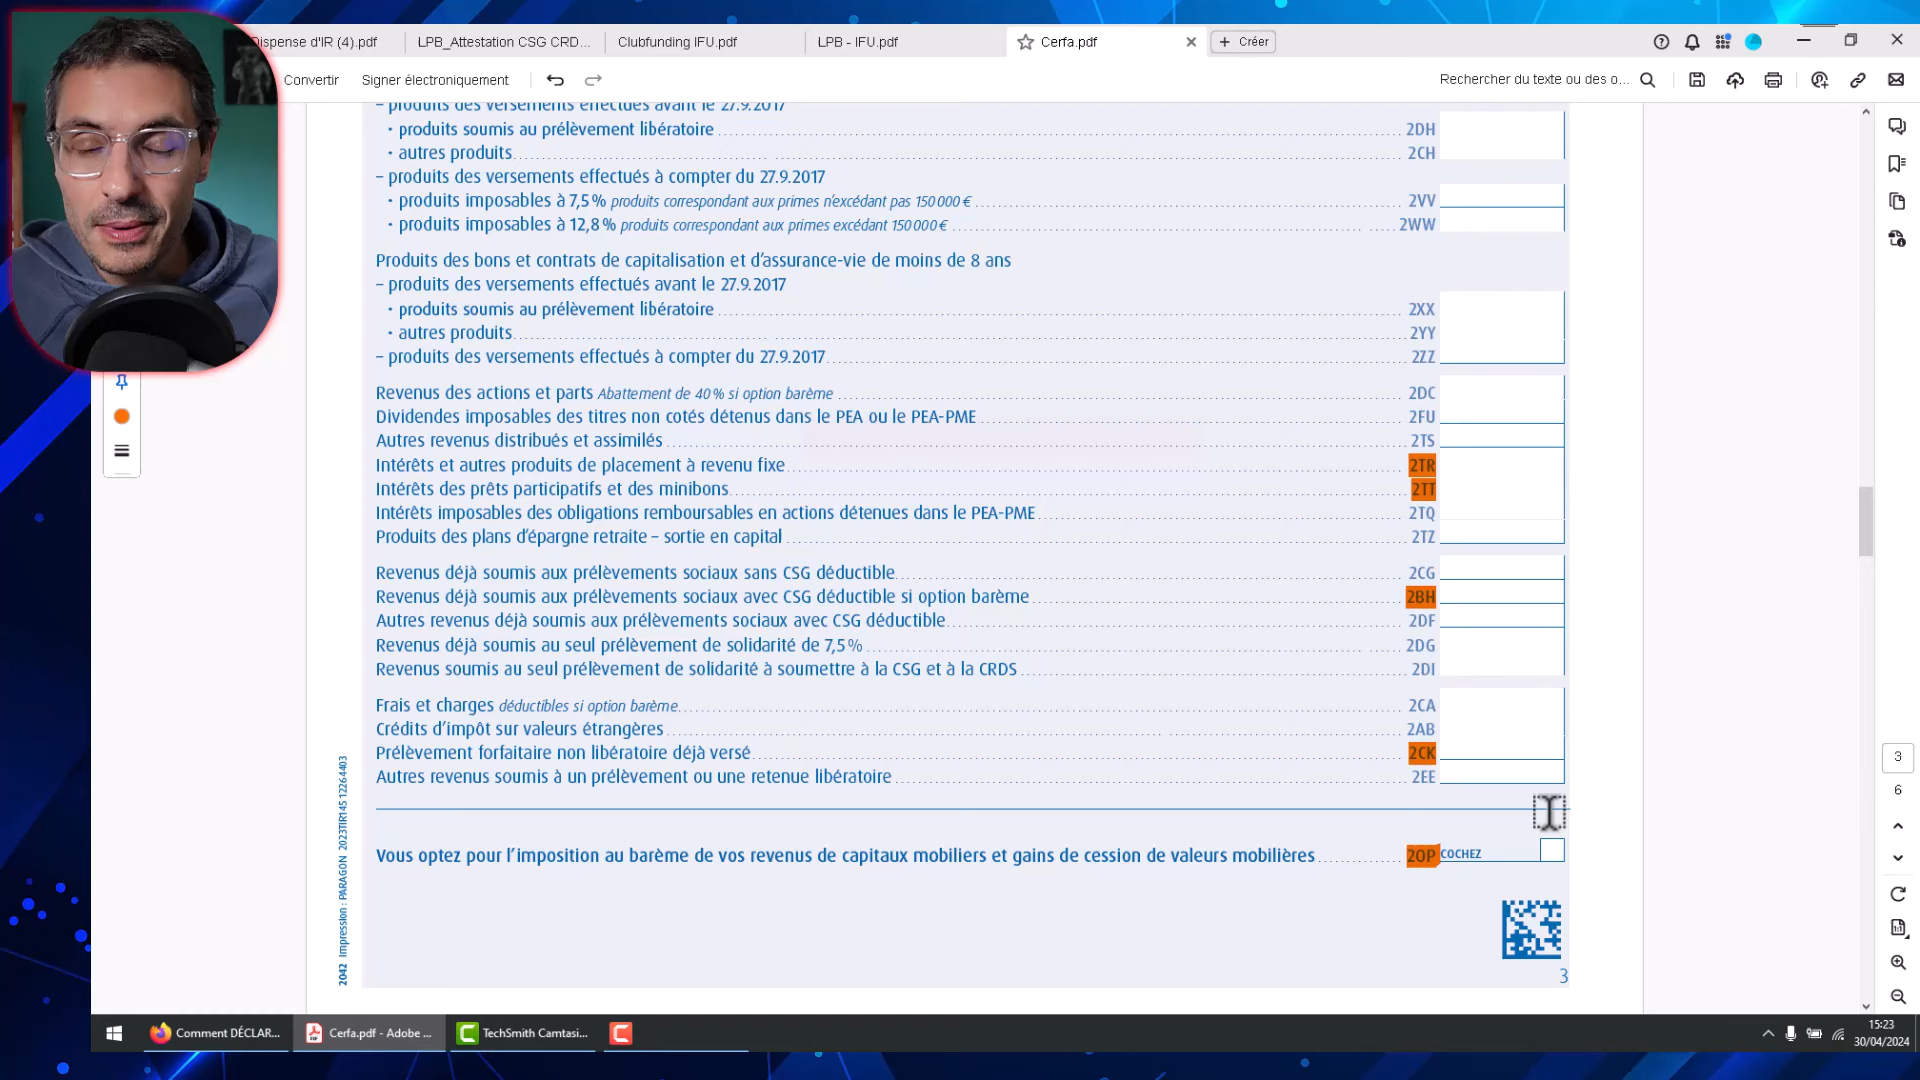 Dispense d'IR (4).pdf
LPB_Attestation CSG CRD...
Clubfunding IFU.pdf
LPB - IFU.pdf
Cerfa.pdf
Créer
Convertir
Signer électroniquement
Rechercher du texte ou des o...
– produits des versements effectués avant le 27.9.2017
• produits soumis au prélèvement libératoire 2DH
• autres produits 2CH
– produits des versements effectués à compter du 27.9.2017
• produits imposables à 7,5% produits correspondant aux primes n'excédant pas 150000 € 2VV
• produits imposables à 12,8% produits correspondant aux primes excédant 150000 € 2WW
Produits des bons et contrats de capitalisation et d'assurance-vie de moins de 8 ans
– produits des versements effectués avant le 27.9.2017
• produits soumis au prélèvement libératoire 2XX
• autres produits 2YY
– produits des versements effectués à compter du 27.9.2017 2ZZ
Revenus des actions et parts Abattement de 40% si option barème 2DC
Dividendes imposables des titres non cotés détenus dans le PEA ou le PEA-PME 2FU
Autres revenus distribués et assimilés 2TS
Intérêts et autres produits de placement à revenu fixe 2TR
Intérêts des prêts participatifs et des minibons 2TT
Intérêts imposables des obligations remboursables en actions détenues dans le PEA-PME 2TQ
Produits des plans d'épargne retraite – sortie en capital 2TZ
Revenus déjà soumis aux prélèvements sociaux sans CSG déductible 2CG
Revenus déjà soumis aux prélèvements sociaux avec CSG déductible si option barème 2BH
Autres revenus déjà soumis aux prélèvements sociaux avec CSG déductible 2DF
Revenus déjà soumis au seul prélèvement de solidarité de 7,5% 2DG
Revenus soumis au seul prélèvement de solidarité à soumettre à la CSG et à la CRDS 2DI
Frais et charges déductibles si option barème 2CA
Crédits d'impôt sur valeurs étrangères 2AB
Prélèvement forfaitaire non libératoire déjà versé 2CK
Autres revenus soumis à un prélèvement ou une retenue libératoire 2EE
Vous optez pour l'imposition au barème de vos revenus de capitaux mobiliers et gains de cession de valeurs mobilières 2OP COCHEZ
2042 Impression : PARAGON 2023TIR145 12264403
3
3
6
Comment DÉCLAR...
Cerfa.pdf - Adobe ...
TechSmith Camtasi...
15:23
30/04/2024